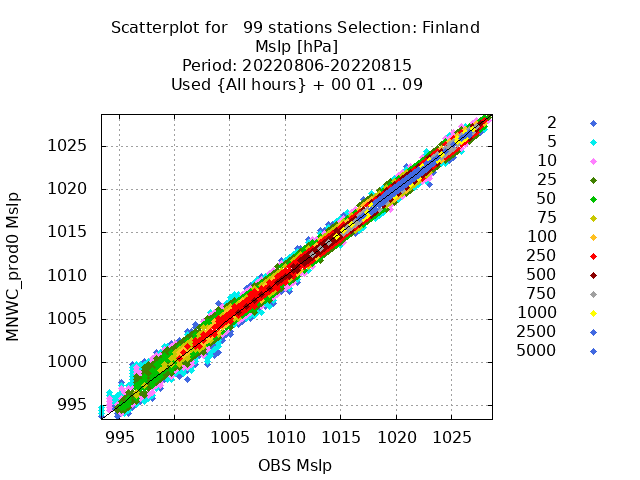 Scatterplot for   99 stations Selection: Finland
Mslp [hPa]
Period: 20220806-20220815
Used {All hours} + 00 01 ... 09
MNWC_prod0 Mslp
1025
1020
1015
1010
1005
1000
995
995 1000 1005 1010 1015 1020 1025
OBS Mslp
2
5
10
25
50
75
100
250
500
750
1000
2500
5000